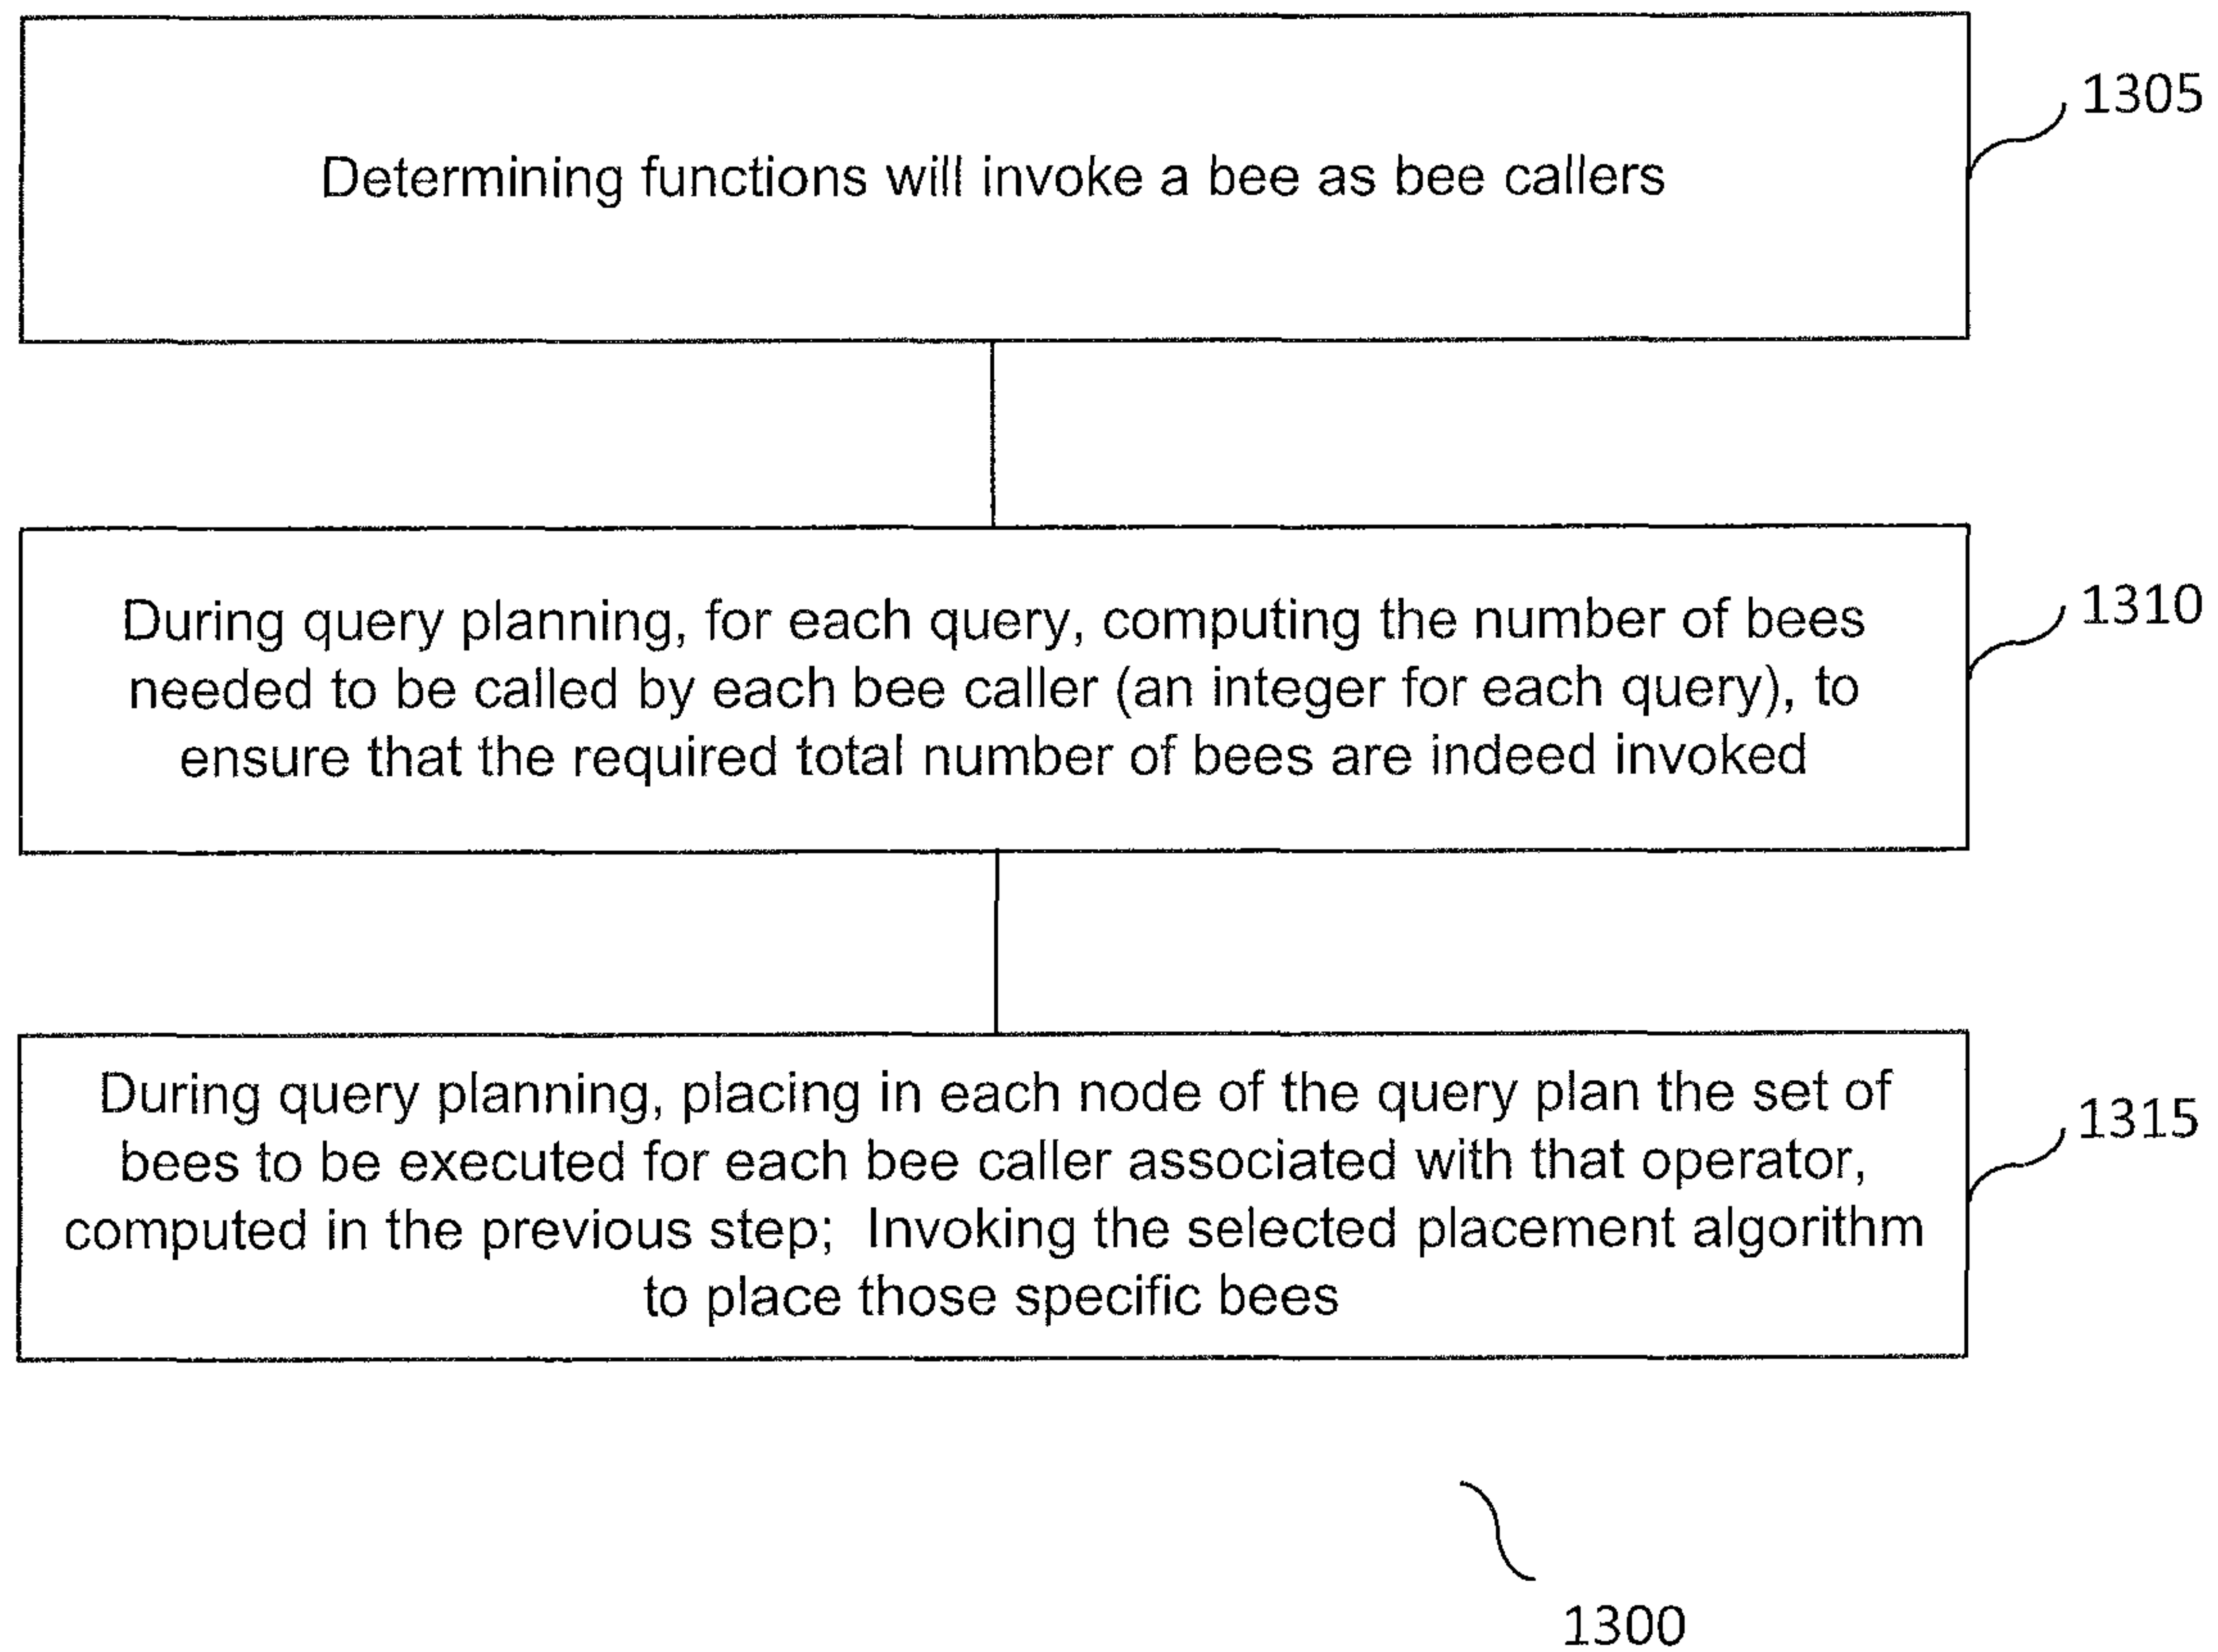 Determining functions will invoke a bee as bee callers
1305
During query planning, for each query, computing the number of bees
needed to be called by each bee caller (an integer for each query), to
ensure that the required total number of bees are indeed invoked
1310
During query planning, placing in each node of the query plan the set of
bees to be executed for each bee caller associated with that operator,
computed in the previous step;  Invoking the selected placement algorithm
to place those specific bees
1315
1300